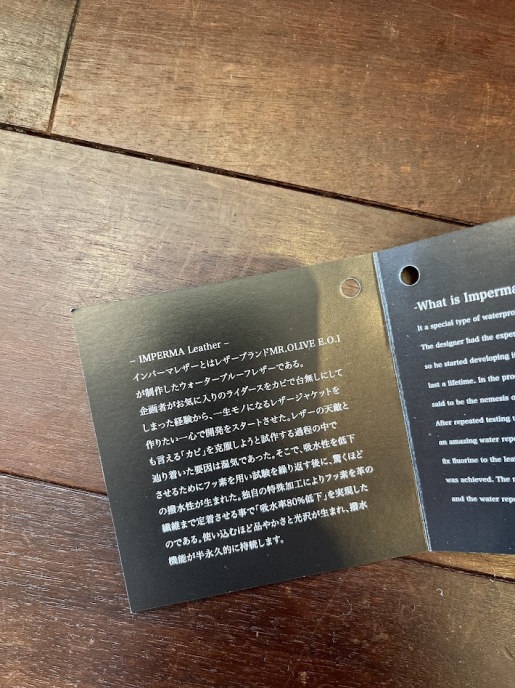 – IMPERMA Leather –
インパーマレザーとはレザーブランドMR.OLIVE E.O.I
が制作したウォータープルーフレザーである。
企画者がお気に入りのライダースをカビで台無しにして
しまった経験から、一生モノになるレザージャケットを
作りたい一心で開発をスタートさせた。レザーの天敵と
も言える「カビ」を克服しようと試作する過程の中で
辿り着いた要因は湿気であった。そこで、吸水性を低下
させるためにフッ素を用い試験を繰り返す後に、驚くほど
の撥水性が生まれた。独自の特殊加工によりフッ素を革の
繊維まで定着させる事で「吸水率80%低下」を実現した
のである。使い込むほど品やかさと光沢が生まれ、撥水
機能が半永久的に持続します。
-What is Imperma
It a special type of waterpro
The designer had the exper
so he started developing it
last a lifetime. In the proc
said to be the nemesis o
After repeated testing u
an amazing water repe
fix fluorine to the lea
was achieved. The m
and the water repe